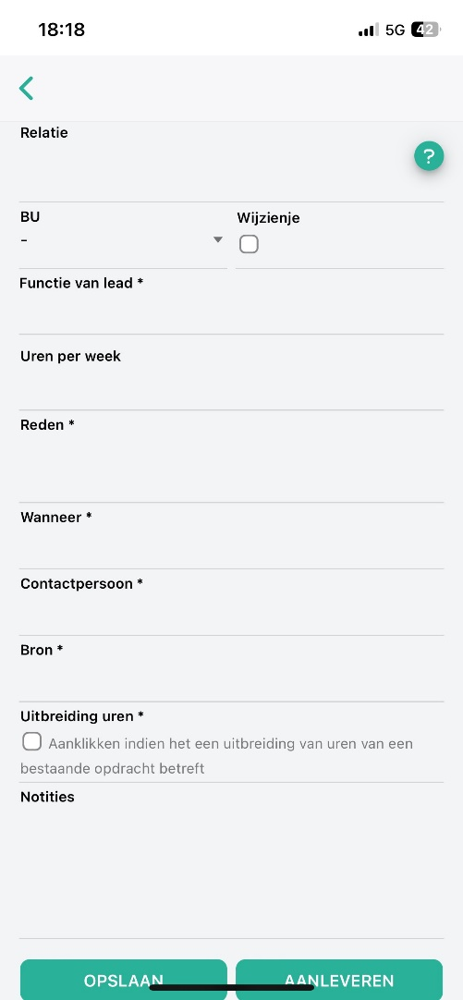 18:18 5G 42
Relatie
?
BU Wijzienje
-
Functie van lead *
Uren per week
Reden *
Wanneer *
Contactpersoon *
Bron *
Uitbreiding uren *
Aanklikken indien het een uitbreiding van uren van een
bestaande opdracht betreft
Notities
OPSLAAN AANLEVEREN